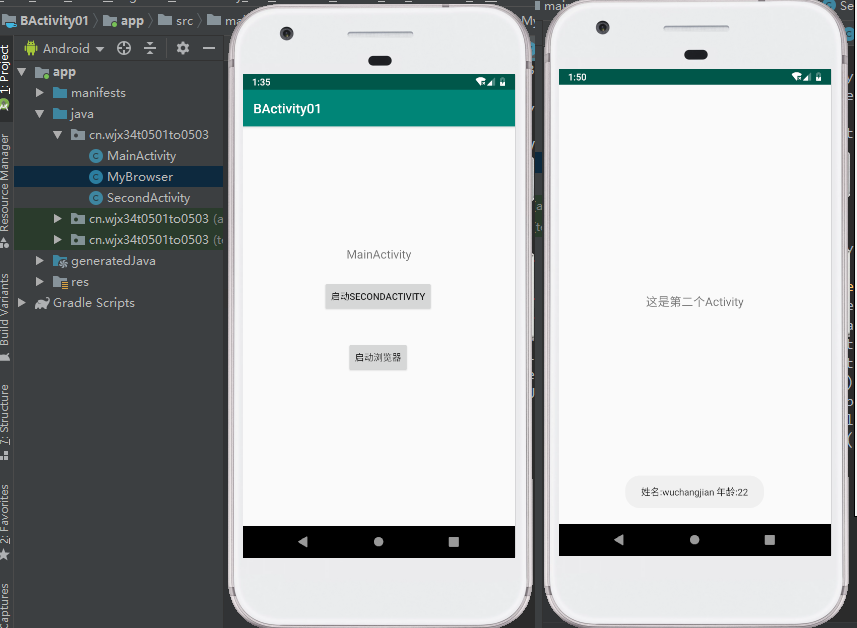 BActivity01
app
src
Android
1: Project
app
manifests
java
cn.wjx34t0501to0503
MainActivity
MyBrowser
SecondActivity
cn.wjx34t0501to0503
cn.wjx34t0501to0503
generatedJava
res
Gradle Scripts
Resource Manager
Build Variants
7: Structure
2: Favorites
Captures
1:35
BActivity01
MainActivity
启动SECONDACTIVITY
启动浏览器
1:50
这是第二个Activity
姓名:wuchangjian 年龄:22